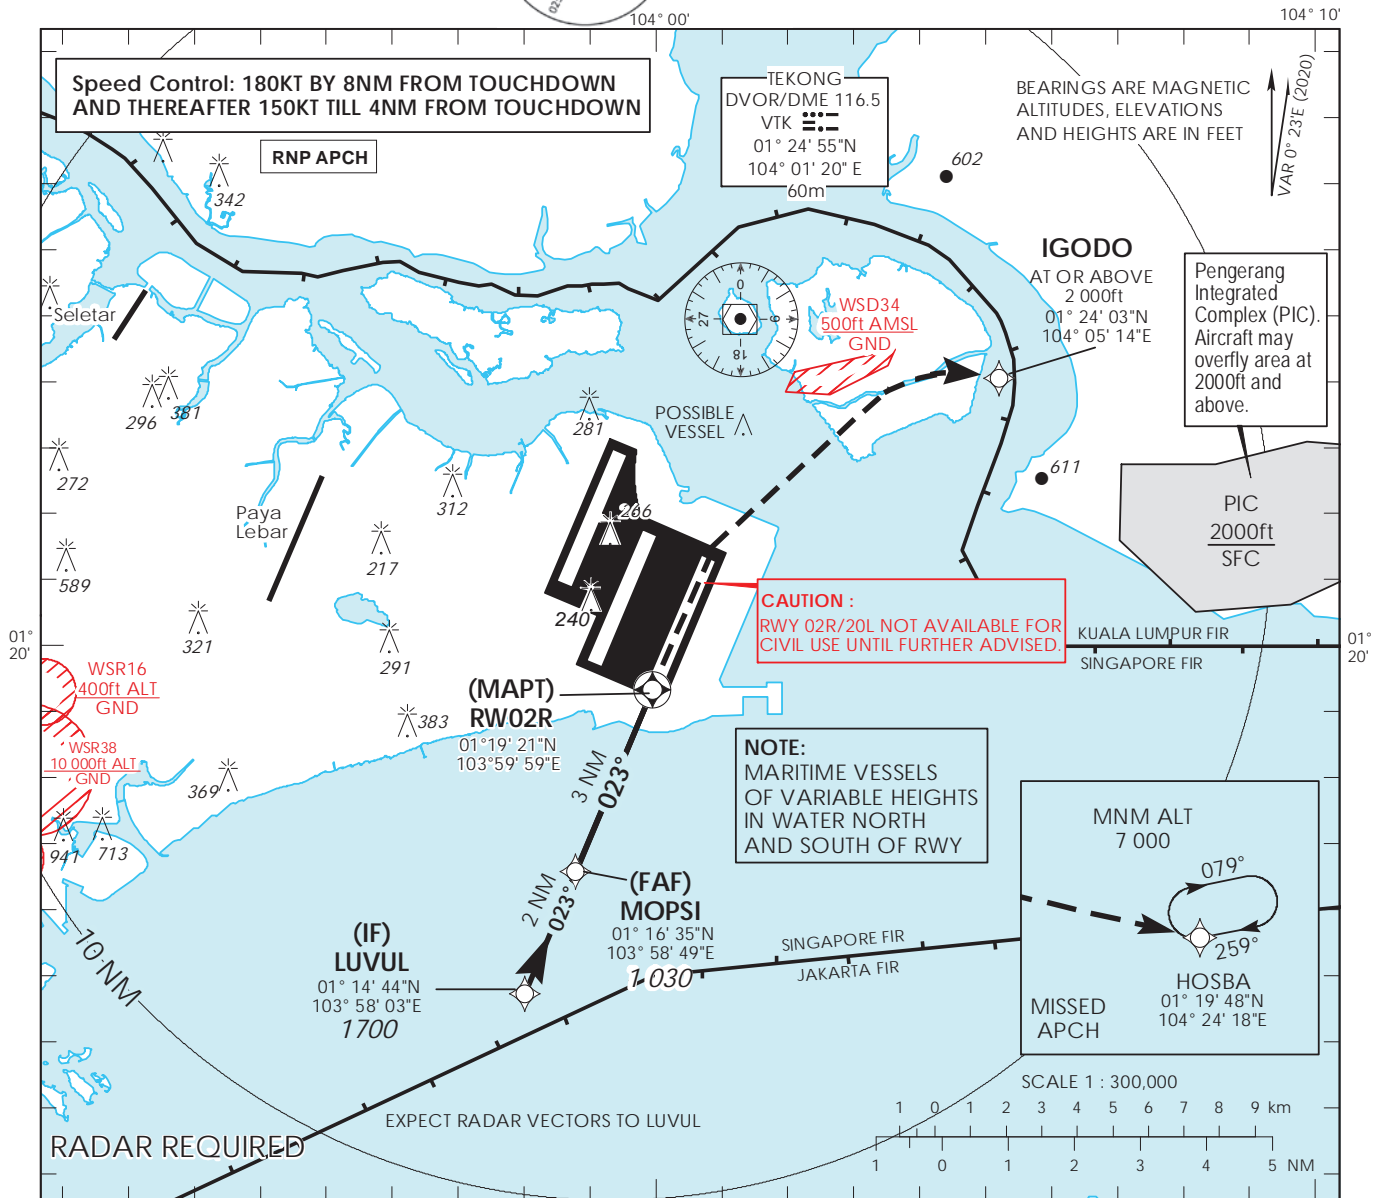 104° 00'
104° 10'
Speed Control: 180KT BY 8NM FROM TOUCHDOWN
AND THEREAFTER 150KT TILL 4NM FROM TOUCHDOWN
RNP APCH
TEKONG
DVOR/DME 116.5
VTK
01° 24' 55"N
104° 01' 20" E
60m
BEARINGS ARE MAGNETIC
ALTITUDES, ELEVATIONS
AND HEIGHTS ARE IN FEET
VAR 0° 23'E (2020)
602
342
IGODO
AT OR ABOVE
2 000ft
01° 24' 03"N
104° 05' 14"E
Pengerang
Integrated
Complex (PIC).
Aircraft may
overfly area at
2000ft and
above.
Seletar
0
9
18
27
WSD34
500ft AMSL
GND
296
381
281
POSSIBLE
VESSEL
272
312
611
266
Paya
Lebar
PIC
2000ft
SFC
589
217
240
321
291
CAUTION :
RWY 02R/20L NOT AVAILABLE FOR
CIVIL USE UNTIL FURTHER ADVISED.
KUALA LUMPUR FIR
SINGAPORE FIR
01°
20'
01°
20'
WSR16
400ft ALT
GND
(MAPT)
RW02R
01°19' 21"N
103°59' 59"E
383
WSR38
10 000ft ALT
GND
369
3 NM
023°
NOTE:
MARITIME VESSELS
OF VARIABLE HEIGHTS
IN WATER NORTH
AND SOUTH OF RWY
941
713
2 NM
023°
(FAF)
MOPSI
01° 16' 35"N
103° 58' 49"E
1 030
(IF)
LUVUL
01° 14' 44"N
103° 58' 03"E
1700
10 NM
SINGAPORE FIR
JAKARTA FIR
MNM ALT
7 000
079°
259°
HOSBA
01° 19' 48"N
104° 24' 18"E
MISSED
APCH
SCALE 1 : 300,000
1 0 1 2 3 4 5 6 7 8 9 km
1 0 1 2 3 4 5 NM
EXPECT RADAR VECTORS TO LUVUL
RADAR REQUIRED